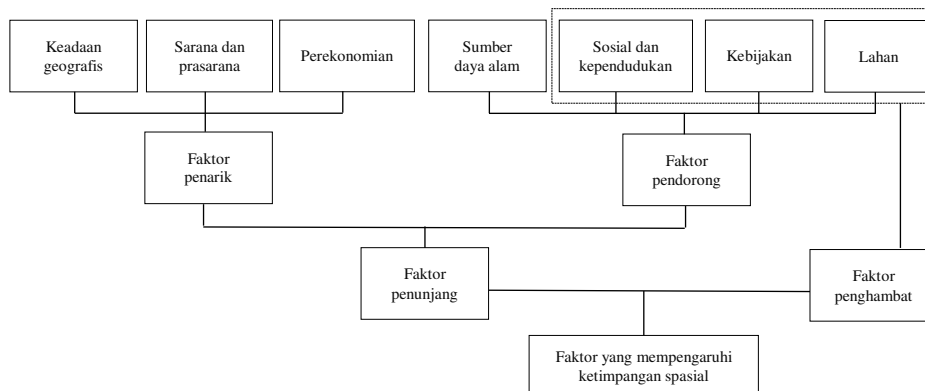 Keadaan
geografis
Sarana dan
prasarana
Perekonomian
Sumber
daya alam
Sosial dan
kependudukan
Kebijakan
Lahan
Faktor
penarik
Faktor
pendorong
Faktor
penunjang
Faktor
penghambat
Faktor yang mempengaruhi
ketimpangan spasial